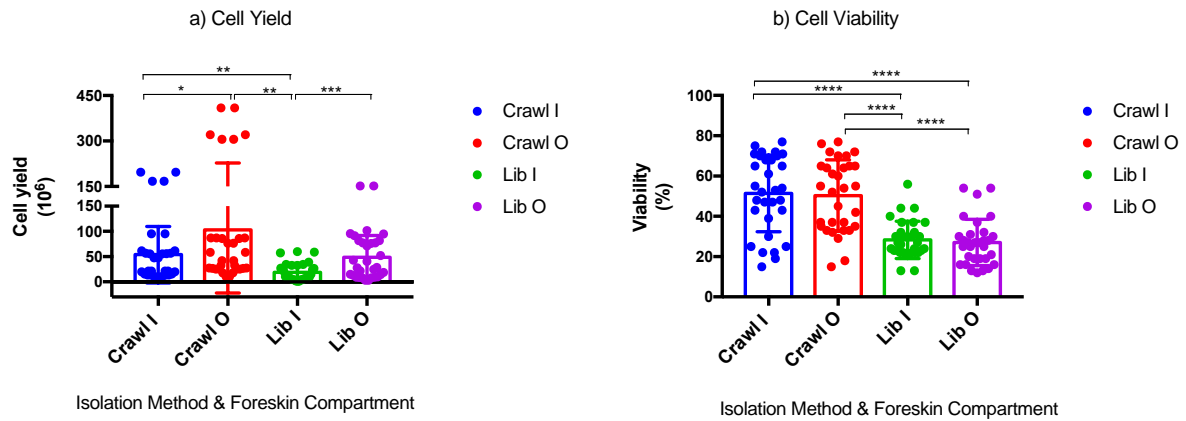 a) Cell Yield
**
*
**
***
450
300
150
150
100
50
0
Cell yield
(10⁶)
Crawl I
Crawl O
Lib I
Lib O
Isolation Method & Foreskin Compartment
Crawl I
Crawl O
Lib I
Lib O
b) Cell Viability
****
****
****
****
100
80
60
40
20
0
Viability
(%)
Crawl I
Crawl O
Lib I
Lib O
Isolation Method & Foreskin Compartment
Crawl I
Crawl O
Lib I
Lib O